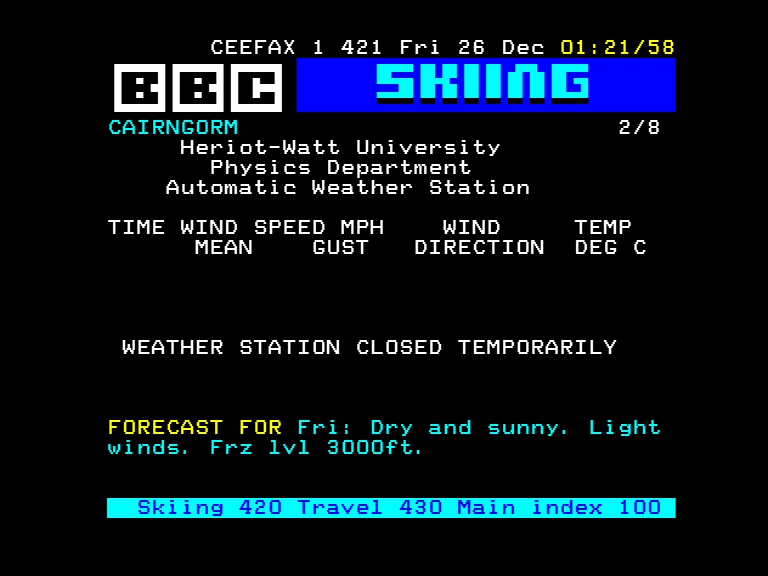 CEEFAX 1 421 Fri 26 Dec 01:21/58
BBC SKIING
CAIRNGORM 2/8
Heriot-Watt University
Physics Department
Automatic Weather Station
TIME WIND SPEED MPH WIND TEMP
MEAN GUST DIRECTION DEG C
WEATHER STATION CLOSED TEMPORARILY
FORECAST FOR Fri: Dry and sunny. Light
winds. Frz lvl 3000ft.
Skiing 420 Travel 430 Main index 100